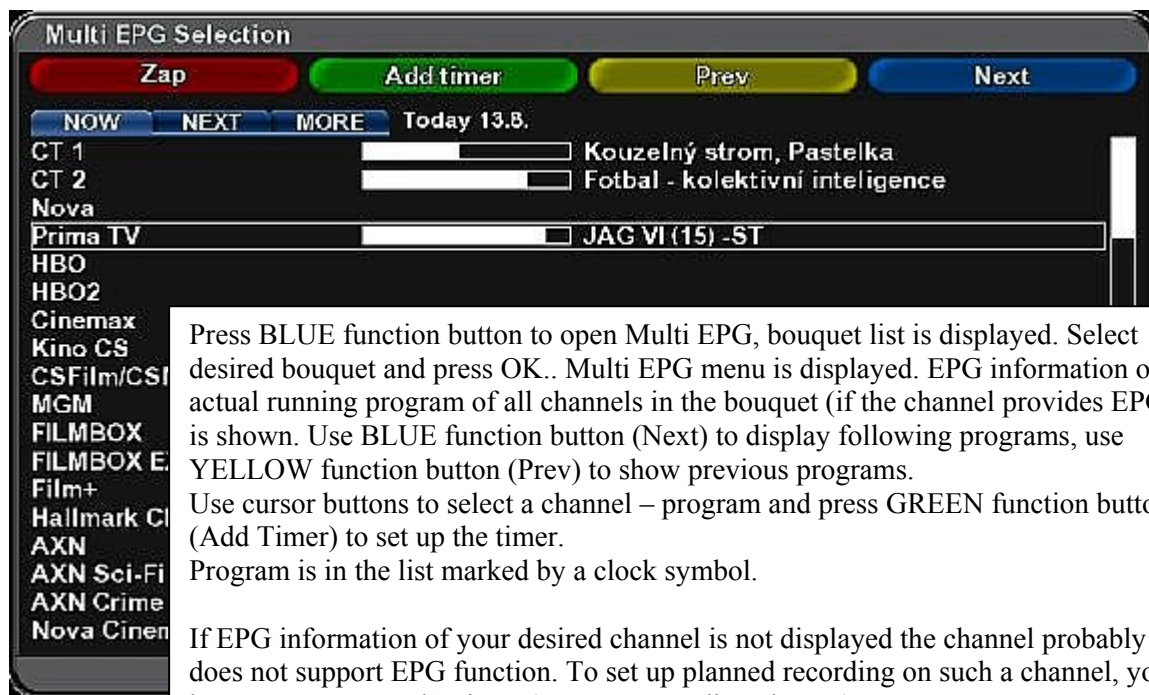 Multi EPG Selection
Zap Add timer Prev Next
NOW NEXT MORE Today 13.8.
CT 1 Kouzelný strom, Pastelka
CT 2 Fotbal - kolektivní inteligence
Nova
Prima TV JAG VI (15) -ST
HBO
HBO2
Cinemax
Kino CS
CSFilm/CSM
MGM
FILMBOX
FILMBOX
Film+
Hallmark
AXN
AXN Sci-Fi
AXN Crime
Nova
Press BLUE function button to open Multi EPG, bouquet list is displayed. Select
desired bouquet and press OK.. Multi EPG menu is displayed. EPG information
actual running program of all channels in the bouquet (if the channel provides
is shown. Use BLUE function button (Next) to display following programs, use
YELLOW function button (Prev) to show previous programs.
Use cursor buttons to select a channel – program and press GREEN function
(Add Timer) to set up the timer.
Program is in the list marked by a clock symbol.
If EPG information of your desired channel is not displayed the channel probably
does not support EPG function. To set up planned recording on such a channel,